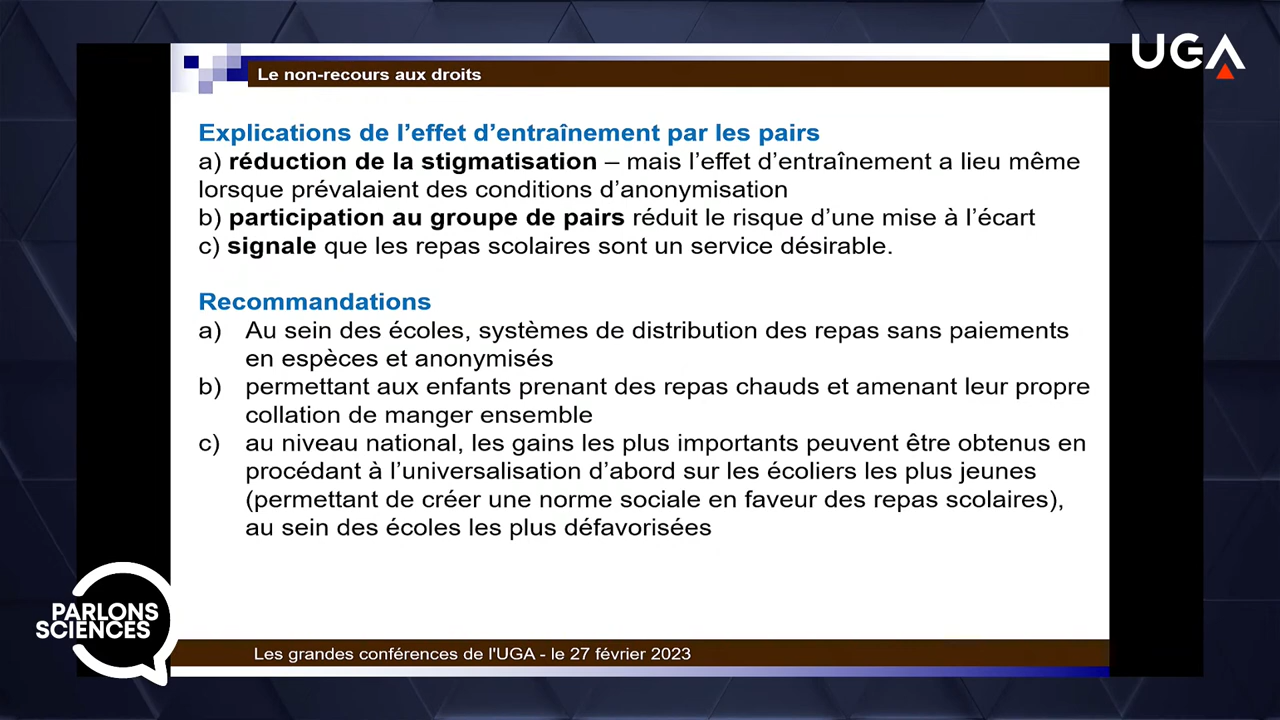 UGA
Le non-recours aux droits
Explications de l’effet d’entraînement par les pairs
a) réduction de la stigmatisation – mais l’effet d’entraînement a lieu même
lorsque prévalaient des conditions d’anonymisation
b) participation au groupe de pairs réduit le risque d’une mise à l’écart
c) signale que les repas scolaires sont un service désirable.
Recommandations
a) Au sein des écoles, systèmes de distribution des repas sans paiements
en espèces et anonymisés
b) permettant aux enfants prenant des repas chauds et amenant leur propre
collation de manger ensemble
c) au niveau national, les gains les plus importants peuvent être obtenus en
procédant à l’universalisation d’abord sur les écoliers les plus jeunes
(permettant de créer une norme sociale en faveur des repas scolaires),
au sein des écoles les plus défavorisées
PARLONS
SCIENCES
Les grandes conférences de l'UGA - le 27 février 2023